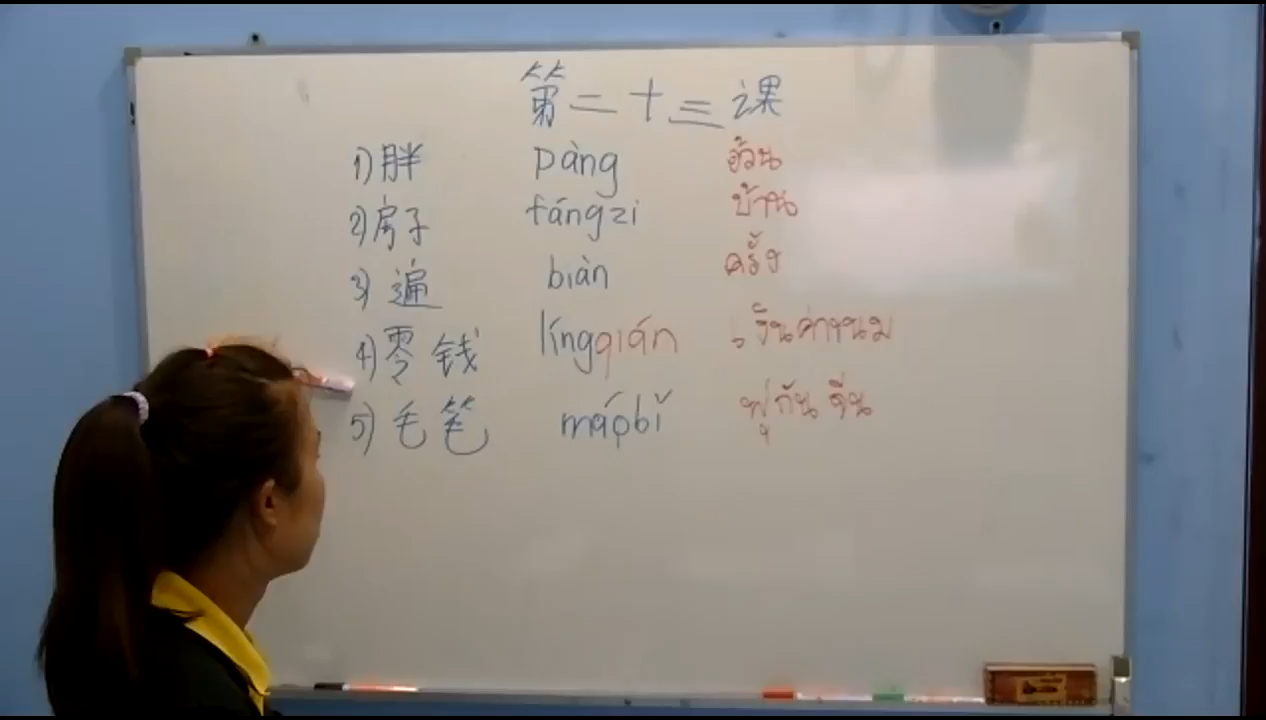 第二十三课
1) 胖 pàng อ้วน
2) 房子 fángzi บ้าน
3) 遍 biàn ครั้ง
4) 零钱 língqián เงินค่าขนม
5) 毛笔 máobǐ พู่กันจีน